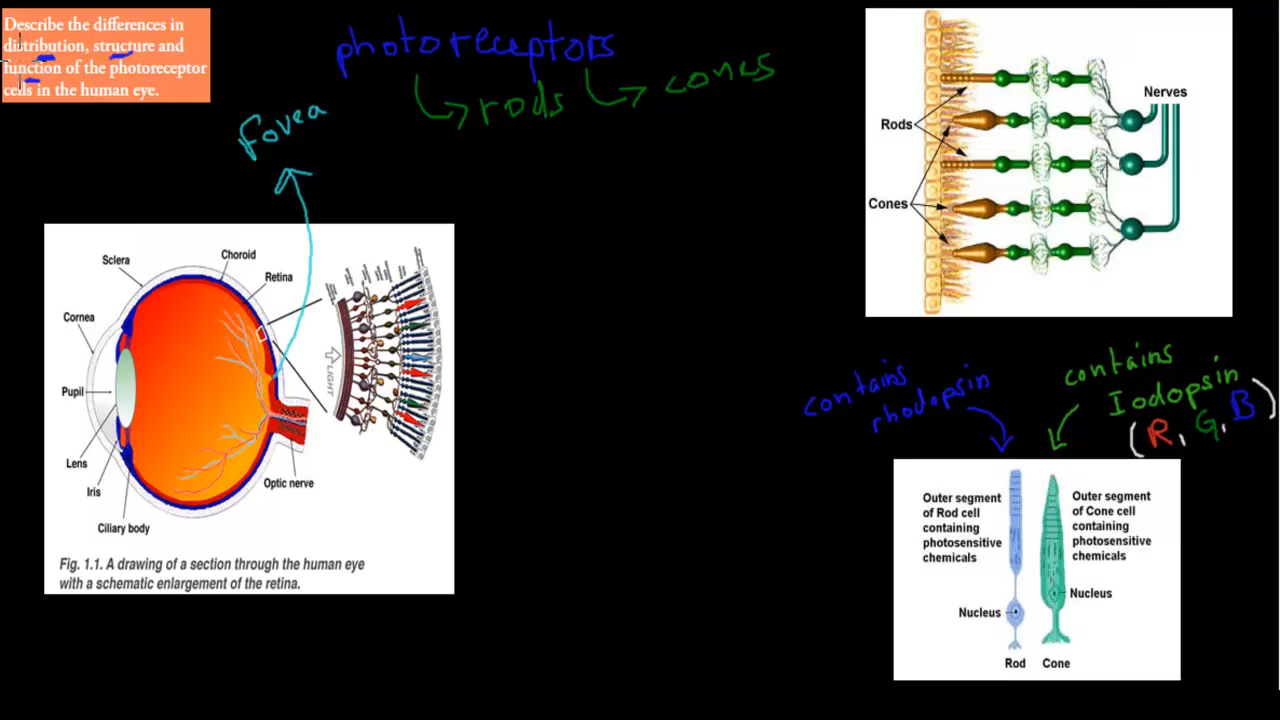 Describe the differences in
distribution, structure and
function of the photoreceptor
cells in the human eye.
photoreceptors
rods
cones
fovea
Sclera
Choroid
Retina
Cornea
Pupil
Lens
Iris
Ciliary body
Optic nerve
LIGHT
Fig. 1.1. A drawing of a section through the human eye
with a schematic enlargement of the retina.
Nerves
Rods
Cones
contains
rhodopsin
contains
Iodopsin
(R, G, B)
Outer segment
of Rod cell
containing
photosensitive
chemicals
Outer segment
of Cone cell
containing
photosensitive
chemicals
Nucleus
Nucleus
Rod
Cone